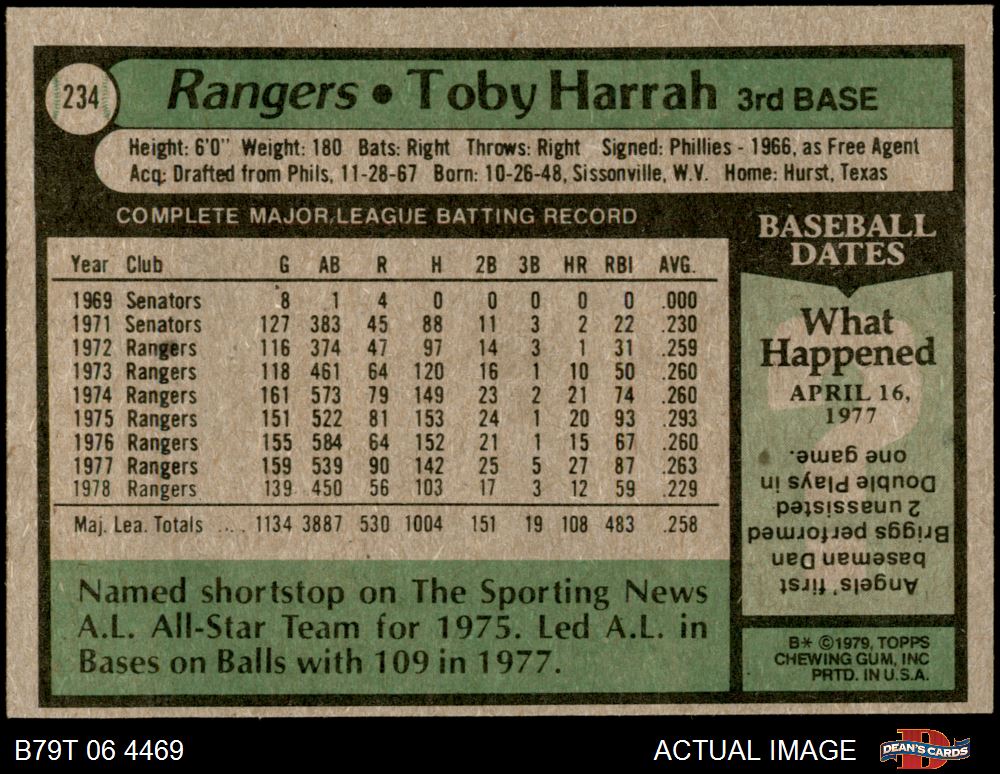 234
Rangers • Toby Harrah 3rd BASE
Height: 6'0" Weight: 180 Bats: Right Throws: Right Signed: Phillies - 1966, as Free Agent
Acq: Drafted from Phils, 11-28-67 Born: 10-26-48, Sissonville, W.V. Home: Hurst, Texas
COMPLETE MAJOR LEAGUE BATTING RECORD
Year Club G AB R H 2B 3B HR RBI AVG.
1969 Senators 8 1 4 0 0 0 0 0 .000
1971 Senators 127 383 45 88 11 3 2 22 .230
1972 Rangers 116 374 47 97 14 3 1 31 .259
1973 Rangers 118 461 64 120 16 1 10 50 .260
1974 Rangers 161 573 79 149 23 2 21 74 .260
1975 Rangers 151 522 81 153 24 1 20 93 .293
1976 Rangers 155 584 64 152 21 1 15 67 .260
1977 Rangers 159 539 90 142 25 5 27 87 .263
1978 Rangers 139 450 56 103 17 3 12 59 .229
Maj. Lea. Totals .... 1134 3887 530 1004 151 19 108 483 .258
Named shortstop on The Sporting News
A.L. All-Star Team for 1975. Led A.L. in
Bases on Balls with 109 in 1977.
BASEBALL
DATES
What
Happened
APRIL 16,
1977
Angels' first
baseman Dan
Briggs performed
2 unassisted
Double Plays in
one game.
B* ©1979, TOPPS
CHEWING GUM, INC
PRTD. IN U.S.A.
B79T 06 4469
ACTUAL IMAGE
DEAN'S CARDS